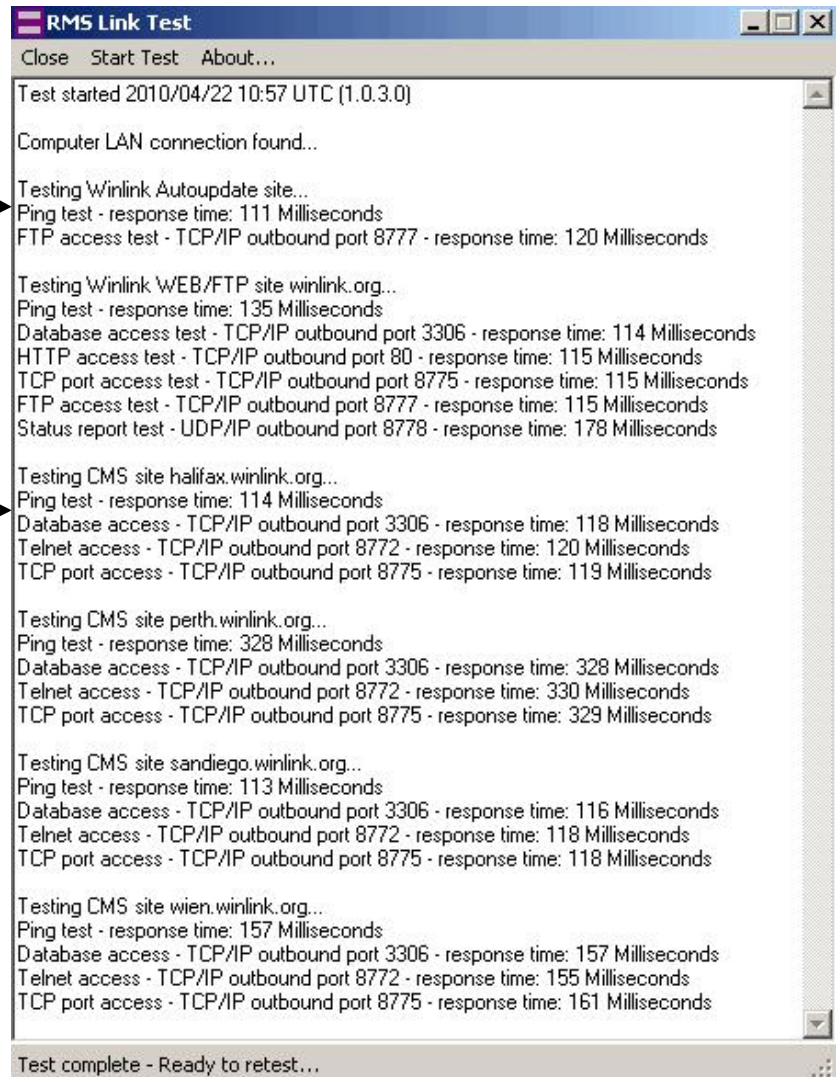 RMS Link Test
Close Start Test About...
Test started 2010/04/22 10:57 UTC (1.0.3.0)
Computer LAN connection found...
Testing Winlink Autoupdate site...
Ping test - response time: 111 Milliseconds
FTP access test - TCP/IP outbound port 8777 - response time: 120 Milliseconds
Testing Winlink WEB/FTP site winlink.org...
Ping test - response time: 135 Milliseconds
Database access test - TCP/IP outbound port 3306 - response time: 114 Milliseconds
HTTP access test - TCP/IP outbound port 80 - response time: 115 Milliseconds
TCP port access test - TCP/IP outbound port 8775 - response time: 115 Milliseconds
FTP access test - TCP/IP outbound port 8777 - response time: 115 Milliseconds
Status report test - UDP/IP outbound port 8778 - response time: 178 Milliseconds
Testing CMS site halifax.winlink.org...
Ping test - response time: 114 Milliseconds
Database access - TCP/IP outbound port 3306 - response time: 118 Milliseconds
Telnet access - TCP/IP outbound port 8772 - response time: 120 Milliseconds
TCP port access - TCP/IP outbound port 8775 - response time: 119 Milliseconds
Testing CMS site perth.winlink.org...
Ping test - response time: 328 Milliseconds
Database access - TCP/IP outbound port 3306 - response time: 328 Milliseconds
Telnet access - TCP/IP outbound port 8772 - response time: 330 Milliseconds
TCP port access - TCP/IP outbound port 8775 - response time: 329 Milliseconds
Testing CMS site sandiego.winlink.org...
Ping test - response time: 113 Milliseconds
Database access - TCP/IP outbound port 3306 - response time: 116 Milliseconds
Telnet access - TCP/IP outbound port 8772 - response time: 118 Milliseconds
TCP port access - TCP/IP outbound port 8775 - response time: 118 Milliseconds
Testing CMS site wien.winlink.org...
Ping test - response time: 157 Milliseconds
Database access - TCP/IP outbound port 3306 - response time: 157 Milliseconds
Telnet access - TCP/IP outbound port 8772 - response time: 155 Milliseconds
TCP port access - TCP/IP outbound port 8775 - response time: 161 Milliseconds
Test complete - Ready to retest...